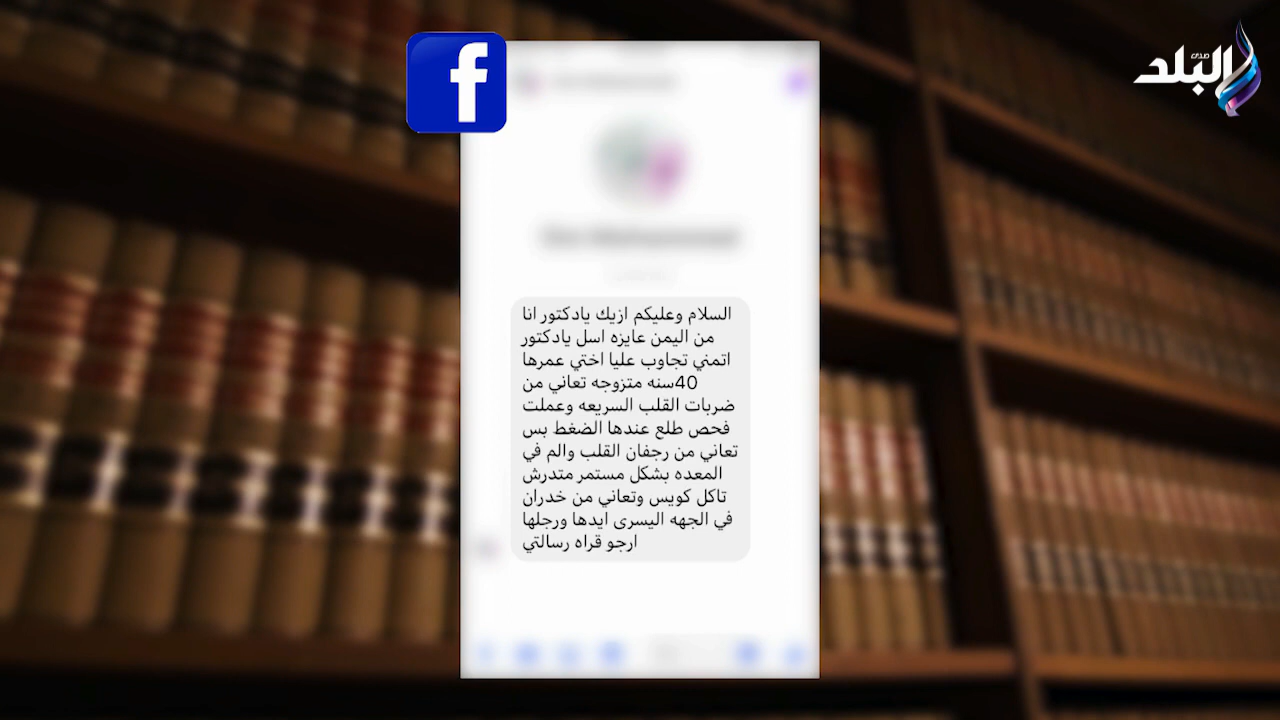 صدى
البلد
f
السلام وعليكم ازيك يادكتور انا
من اليمن عايزه اسل يادكتور
اتمني تجاوب عليا اختي عمرها
40سنه متزوجه تعاني من
ضربات القلب السريعه وعملت
فحص طلع عندها الضغط بس
تعاني من رجفان القلب والم في
المعده بشكل مستمر متدرش
تاكل كويس وتعاني من خدران
في الجهه اليسرى ايدها ورجلها
ارجو قراه رسالتي